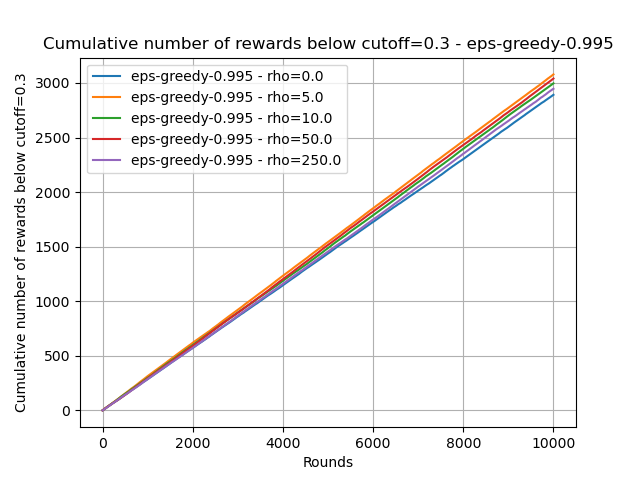 Cumulative number of rewards below cutoff=0.3 - eps-greedy-0.995
eps-greedy-0.995 - rho=0.0
eps-greedy-0.995 - rho=5.0
eps-greedy-0.995 - rho=10.0
eps-greedy-0.995 - rho=50.0
eps-greedy-0.995 - rho=250.0
Cumulative number of rewards below cutoff=0.3
3000
2500
2000
1500
1000
500
0
0 2000 4000 6000 8000 10000
Rounds